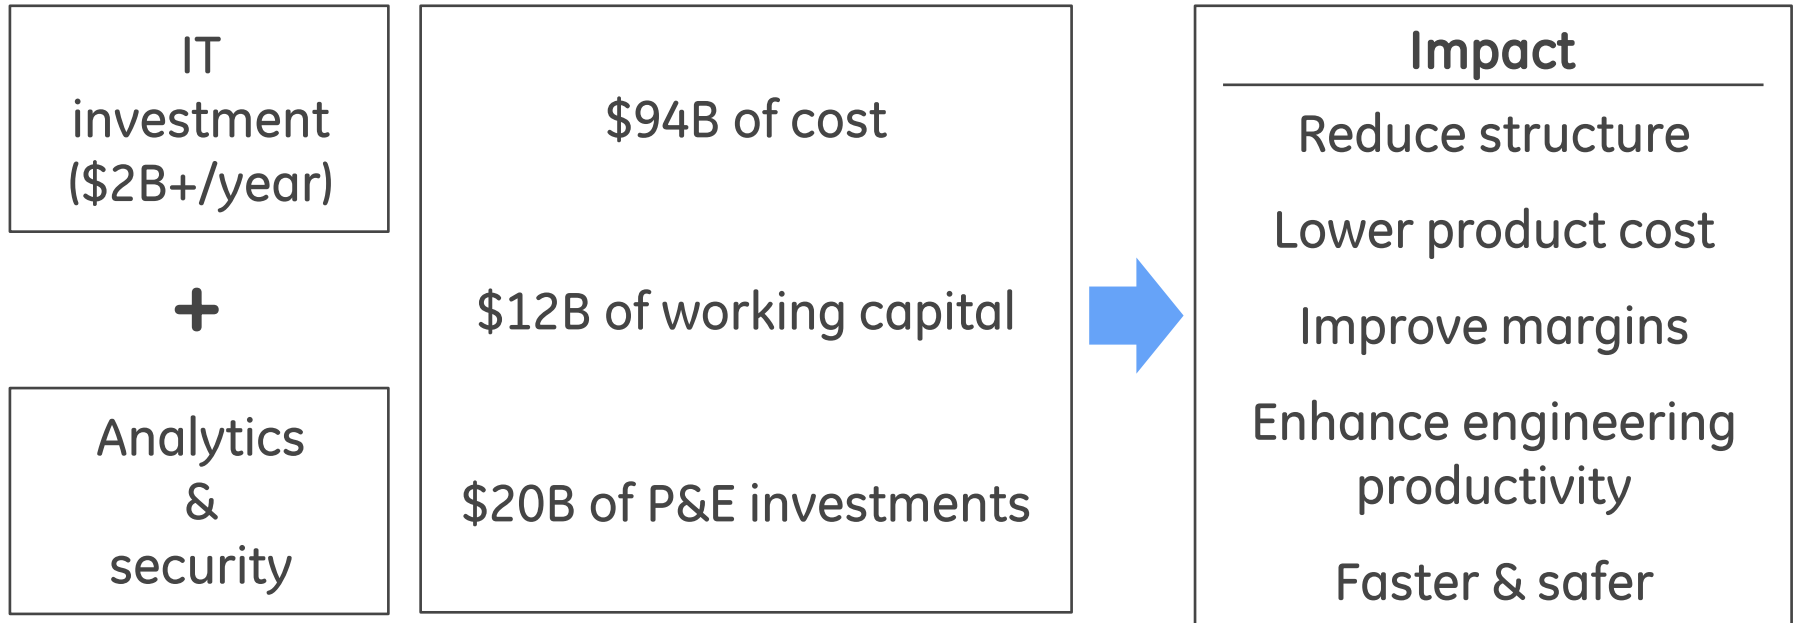 IT
investment
($2B+/year)
+
Analytics
&
security
$94B of cost
$12B of working capital
$20B of P&E investments
Impact
Reduce structure
Lower product cost
Improve margins
Enhance engineering
productivity
Faster & safer